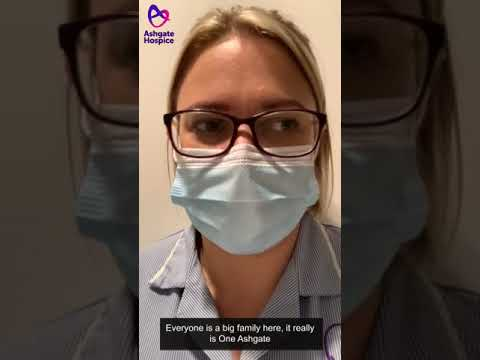 Ashgate
Hospice
Everyone is a big family here, it really
is One Ashgate